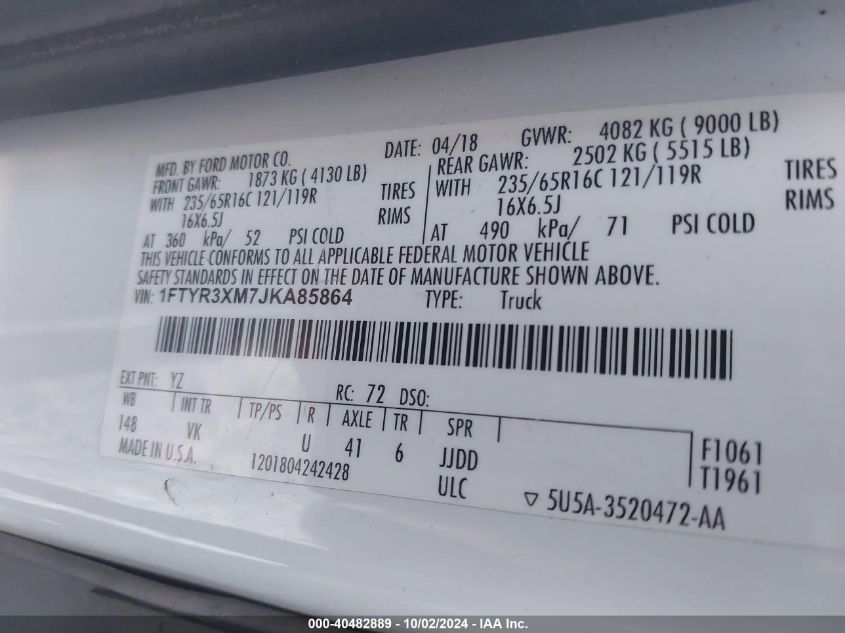 MFD. BY FORD MOTOR CO. DATE: 04/18 GVWR: 4082 KG ( 9000 LB)
FRONT GAWR: 1873 KG ( 4130 LB) REAR GAWR: 2502 KG ( 5515 LB)
WITH 235/65R16C 121/119R TIRES WITH 235/65R16C 121/119R TIRES
16X6.5J RIMS 16X6.5J RIMS
AT 360 kPa/ 52 PSI COLD AT 490 kPa/ 71 PSI COLD
THIS VEHICLE CONFORMS TO ALL APPLICABLE FEDERAL MOTOR VEHICLE
SAFETY STANDARDS IN EFFECT ON THE DATE OF MANUFACTURE SHOWN ABOVE.
VIN: 1FTYR3XM7JKA85864 TYPE: Truck
EXT PNT: YZ RC: 72 DSO:
WB INT TR TP/PS R AXLE TR SPR
148 VK U 41 6 JJDD F1061
MADE IN U.S.A. 1201804242428 ULC T1961
▽ 5U5A-3520472-AA
000-40482889 - 10/02/2024 - IAA Inc.